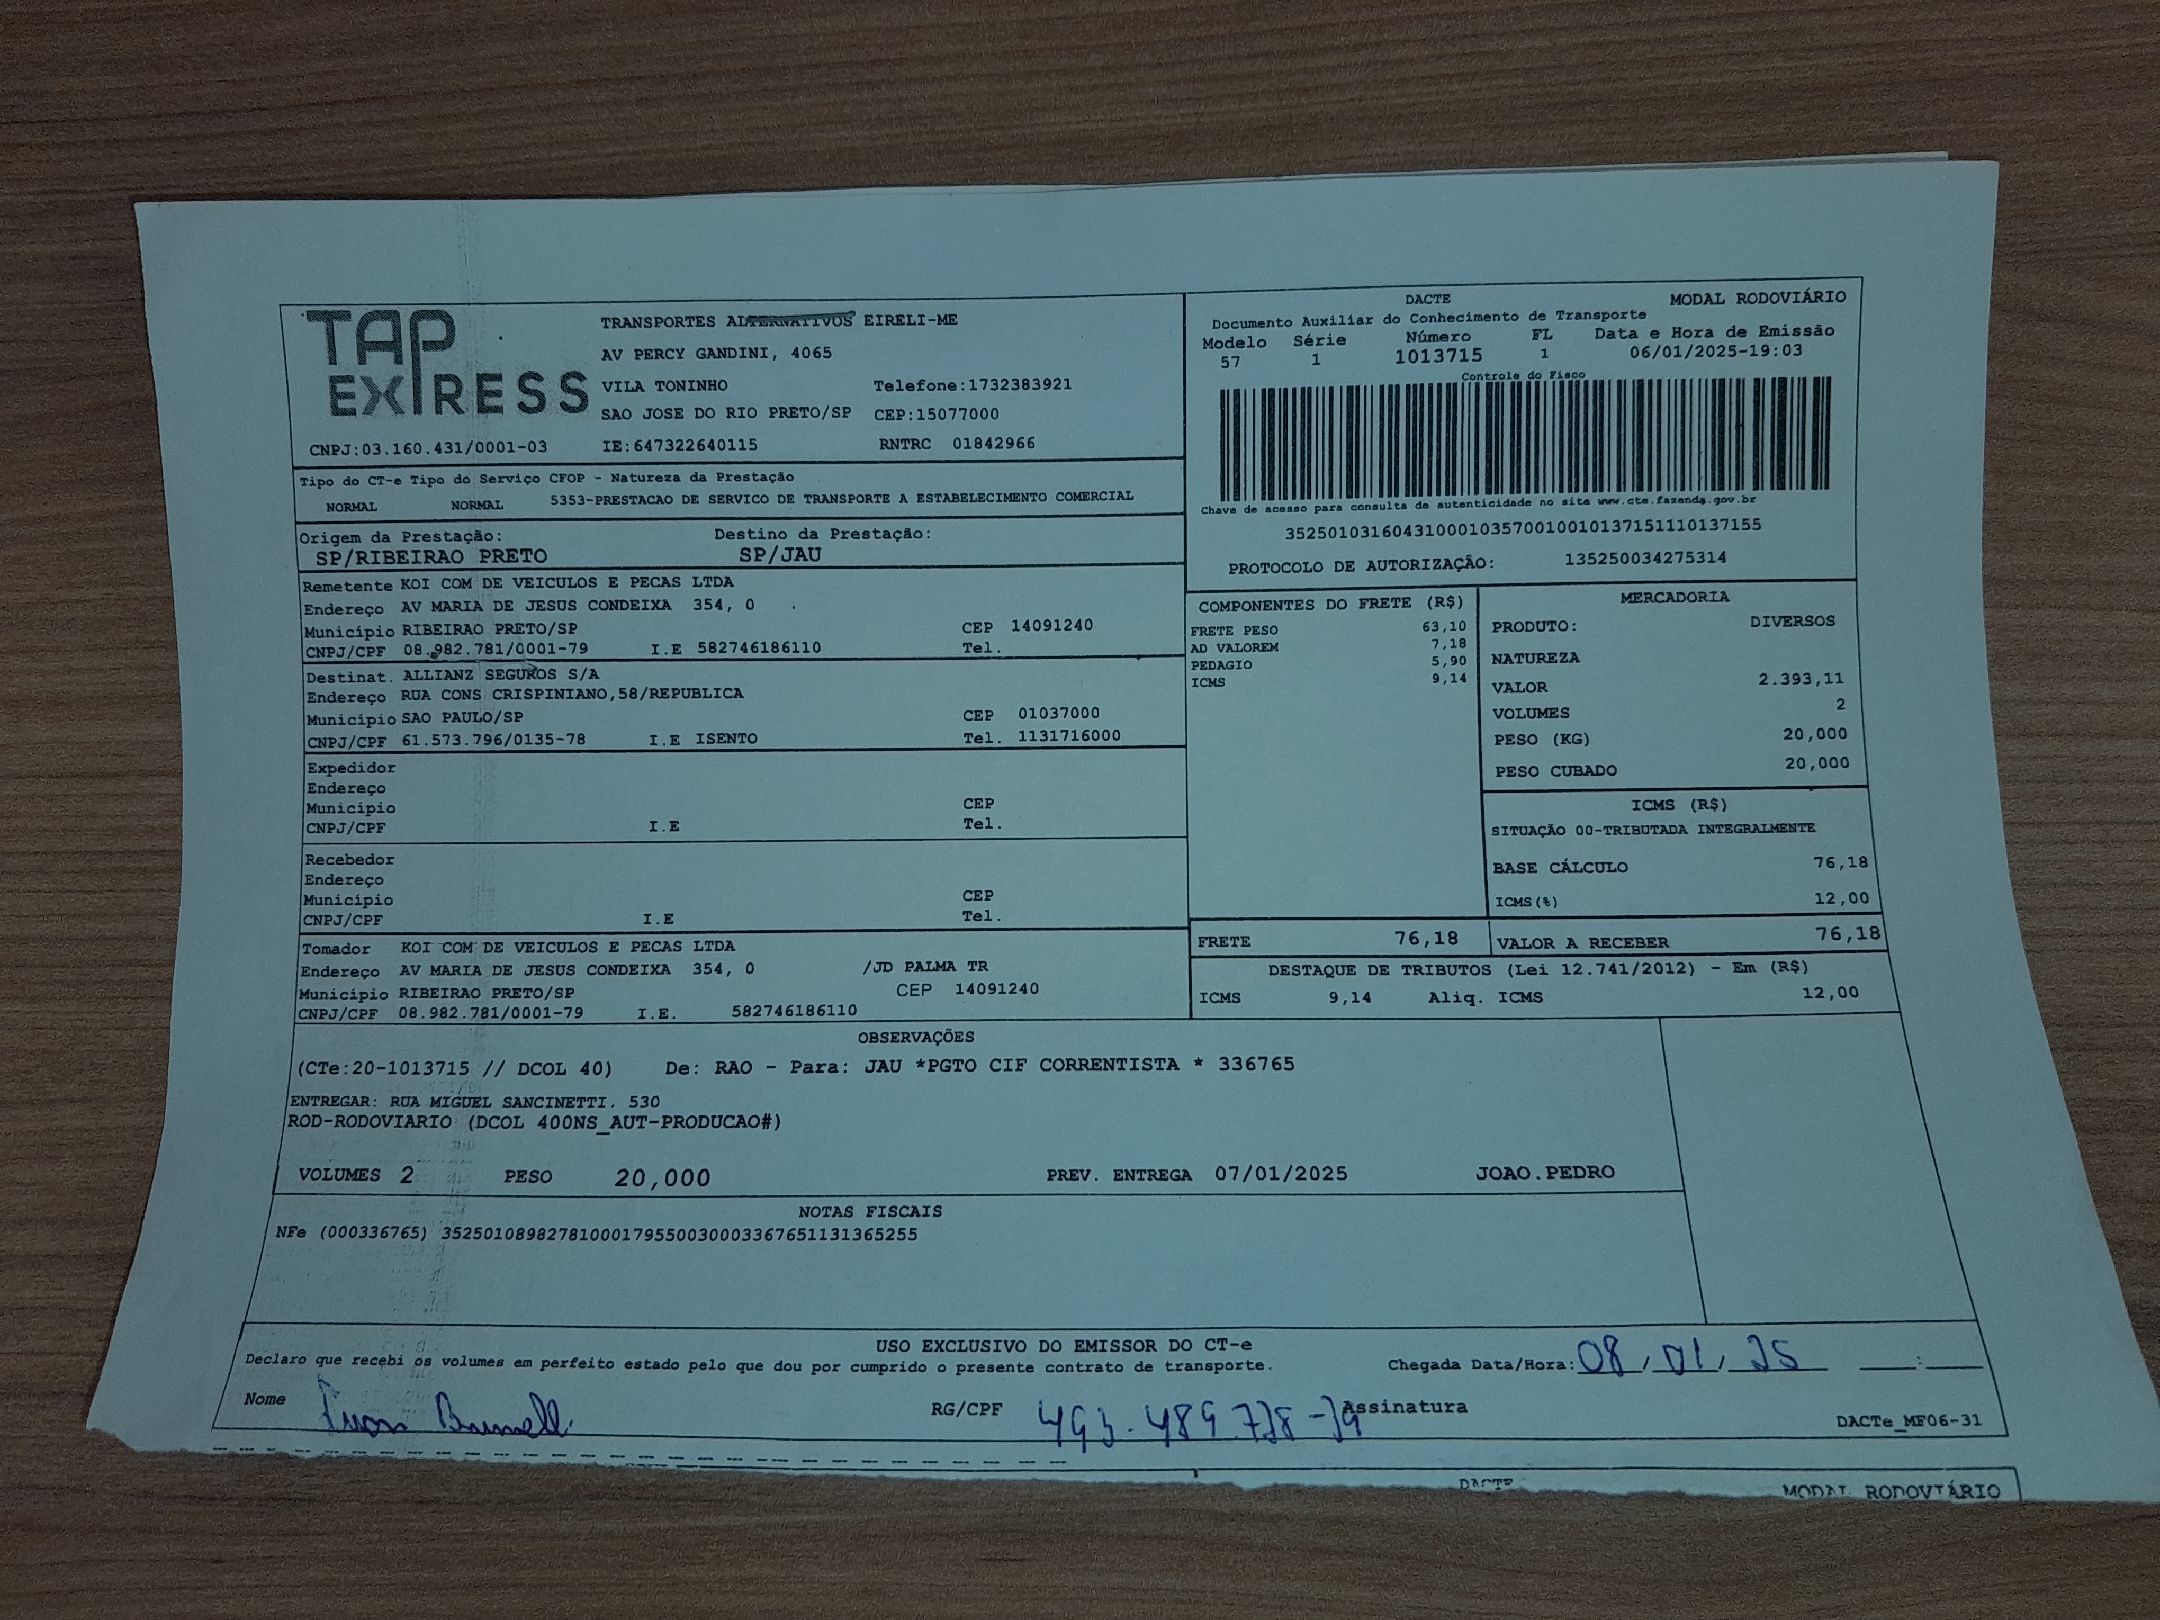 TAP
EXPRESS
TRANSPORTES ALTERNATIVOS EIRELI-ME
AV PERCY GANDINI, 4065
VILA TONINHO Telefone:1732383921
SAO JOSE DO RIO PRETO/SP CEP:15077000
CNPJ:03.160.431/0001-03 IE:647322640115 RNTRC 01842966
DACTE MODAL RODOVIÁRIO
Documento Auxiliar do Conhecimento de Transporte
Modelo Série Número FL Data e Hora de Emissão
57 1 1013715 1 06/01/2025-19:03
Controle do Fisco
Chave de acesso para consulta de autenticidade no site www.cte.fazenda.gov.br
35250103160431000103570010010137151110137155
PROTOCOLO DE AUTORIZAÇÂO: 135250034275314
Tipo do CT-e Tipo do Serviço CFOP - Natureza da Prestação
NORMAL NORMAL 5353-PRESTACAO DE SERVICO DE TRANSPORTE A ESTABELECIMENTO COMERCIAL
Origem da Prestação: Destino da Prestação:
SP/RIBEIRAO PRETO SP/JAU
Remetente KOI COM DE VEICULOS E PECAS LTDA
Endereço AV MARIA DE JESUS CONDEIXA 354, 0
Município RIBEIRAO PRETO/SP CEP 14091240
CNPJ/CPF 08.982.781/0001-79 I.E 582746186110 Tel.
Destinat. ALLIANZ SEGUROS S/A
Endereço RUA CONS CRISPINIANO,58/REPUBLICA
Município SAO PAULO/SP CEP 01037000
CNPJ/CPF 61.573.796/0135-78 I.E ISENTO Tel. 1131716000
Expedidor
Endereço
Município CEP
CNPJ/CPF I.E Tel.
Recebedor
Endereço
Município CEP
CNPJ/CPF I.E Tel.
Tomador KOI COM DE VEICULOS E PECAS LTDA
Endereço AV MARIA DE JESUS CONDEIXA 354, 0 /JD PALMA TR
Município RIBEIRAO PRETO/SP CEP 14091240
CNPJ/CPF 08.982.781/0001-79 I.E. 582746186110
COMPONENTES DO FRETE (R$)
FRETE PESO 63,10
AD VALOREM 7,18
PEDAGIO 5,90
ICMS 9,14
MERCADORIA
PRODUTO: DIVERSOS
NATUREZA
VALOR 2.393,11
VOLUMES 2
PESO (KG) 20,000
PESO CUBADO 20,000
ICMS (R$)
SITUAÇÃO 00-TRIBUTADA INTEGRALMENTE
BASE CÁLCULO 76,18
ICMS(%) 12,00
FRETE 76,18 VALOR A RECEBER 76,18
DESTAQUE DE TRIBUTOS (Lei 12.741/2012) - Em (R$)
ICMS 9,14 Aliq. ICMS 12,00
OBSERVAÇÕES
(CTe:20-1013715 // DCOL 40) De: RAO - Para: JAU *PGTO CIF CORRENTISTA * 336765
ENTREGAR: RUA MIGUEL SANCINETTI, 530
ROD-RODOVIARIO (DCOL 400NS_AUT-PRODUCAO#)
VOLUMES 2 PESO 20,000 PREV. ENTREGA 07/01/2025 JOAO.PEDRO
NOTAS FISCAIS
NFe (000336765) 35250108982781000179550030003367651131365255
USO EXCLUSIVO DO EMISSOR DO CT-e
Declaro que recebi os volumes em perfeito estado pelo que dou por cumprido o presente contrato de transporte. Chegada Data/Hora: 08/01/25 __:__
Nome RG/CPF Assinatura
DACTe_MF06-31
DACTE MODAL RODOVIÁRIO